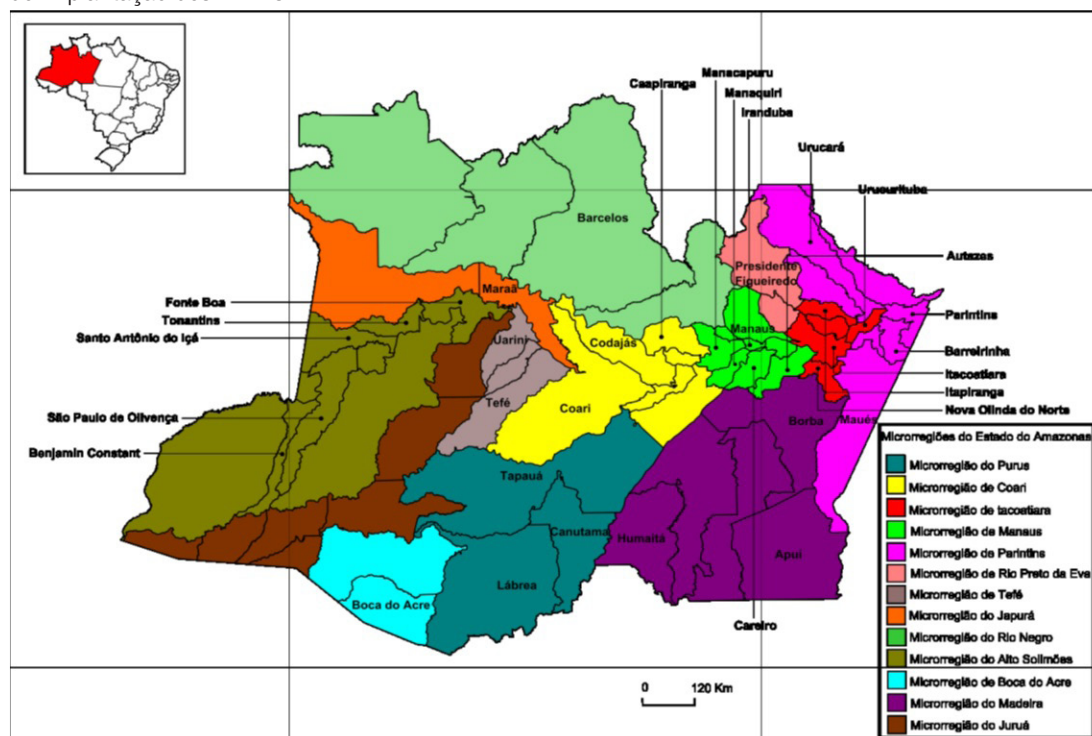 Manacapuru
Caapiranga
Manaquiri
Iranduba
Urucará
Urucurituba
Barcelos
Autazes
Presidente
Figueiredo
Maraã
Fonte Boa
Tonantins
Santo Antônio do Içá
Parintins
Manaus
Uarini
Codajás
Barreirinha
Itacoatiara
Itapiranga
Nova Olinda do Norte
Tefé
Coari
São Paulo de Olivença
Borba
Maués
Benjamin Constant
Tapauá
Canutama
Humaitá
Apuí
Lábrea
Boca do Acre
Careiro
0 120 Km
Microrregiões do Estado do Amazonas
Microrregião do Purus
Microrregião de Coari
Microrregião de tacoatiara
Microrregião de Manaus
Microrregião de Parintins
Microrregião de Rio Preto da Eva
Microrregião de Tefé
Microrregião do Japurá
Microrregião do Rio Negro
Microrregião do Alto Solimões
Microrregião de Boca do Acre
Microrregião do Madeira
Microrregião do Juruá